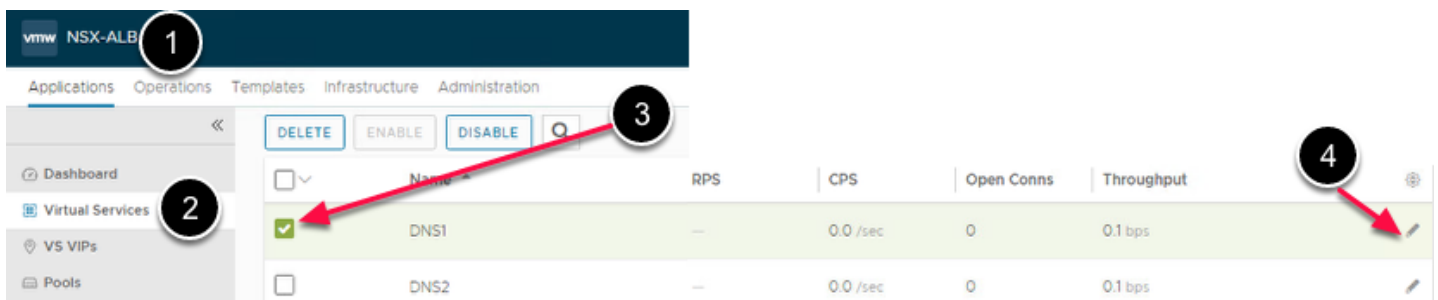 vmw NSX-ALB 1
Applications Operations Templates Infrastructure Administration
« DELETE ENABLE DISABLE 3
Dashboard Name RPS CPS Open Conns Throughput 4
Virtual Services 2 DNS1 — 0.0 /sec 0 0.1 bps
VS VIPs
Pools DNS2 — 0.0 /sec 0 0.1 bps